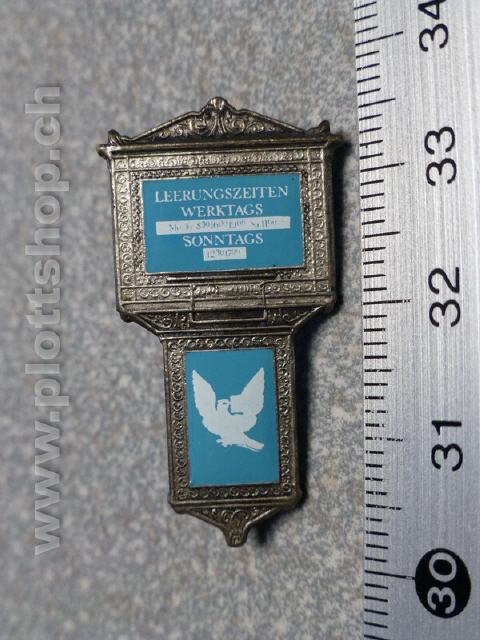 LEERUNGSZEITEN
WERKTAGS
SONNTAGS
www.plottshop.ch
34
33
32
31
30